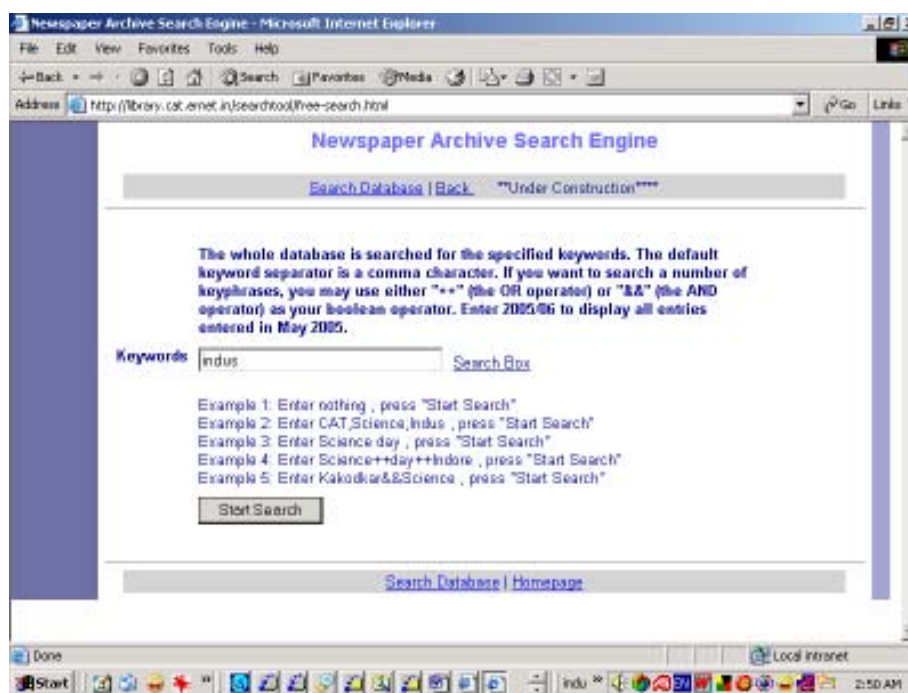 Newspaper Archive Search Engine - Microsoft Internet Explorer
File Edit View Favorites Tools Help
Back Search Favorites Media
Address http://library.cat.ernet.in/searchtool/free-search.html Go Links
Newspaper Archive Search Engine
Search Database | Back **Under Construction****
The whole database is searched for the specified keywords. The default
keyword separator is a comma character. If you want to search a number of
keyphrases, you may use either "++" (the OR operator) or "&&" (the AND
operator) as your boolean operator. Enter 2005/06 to display all entries
entered in May 2005.
Keywords indus Search Box
Example 1: Enter nothing , press "Start Search"
Example 2: Enter CAT,Science,Indus , press "Start Search"
Example 3: Enter Science day , press "Start Search"
Example 4: Enter Science++day++Indore , press "Start Search"
Example 5: Enter Kakodkar&&Science , press "Start Search"
Start Search
Search Database | Homepage
Done Local intranet
Start indu 2:50 AM